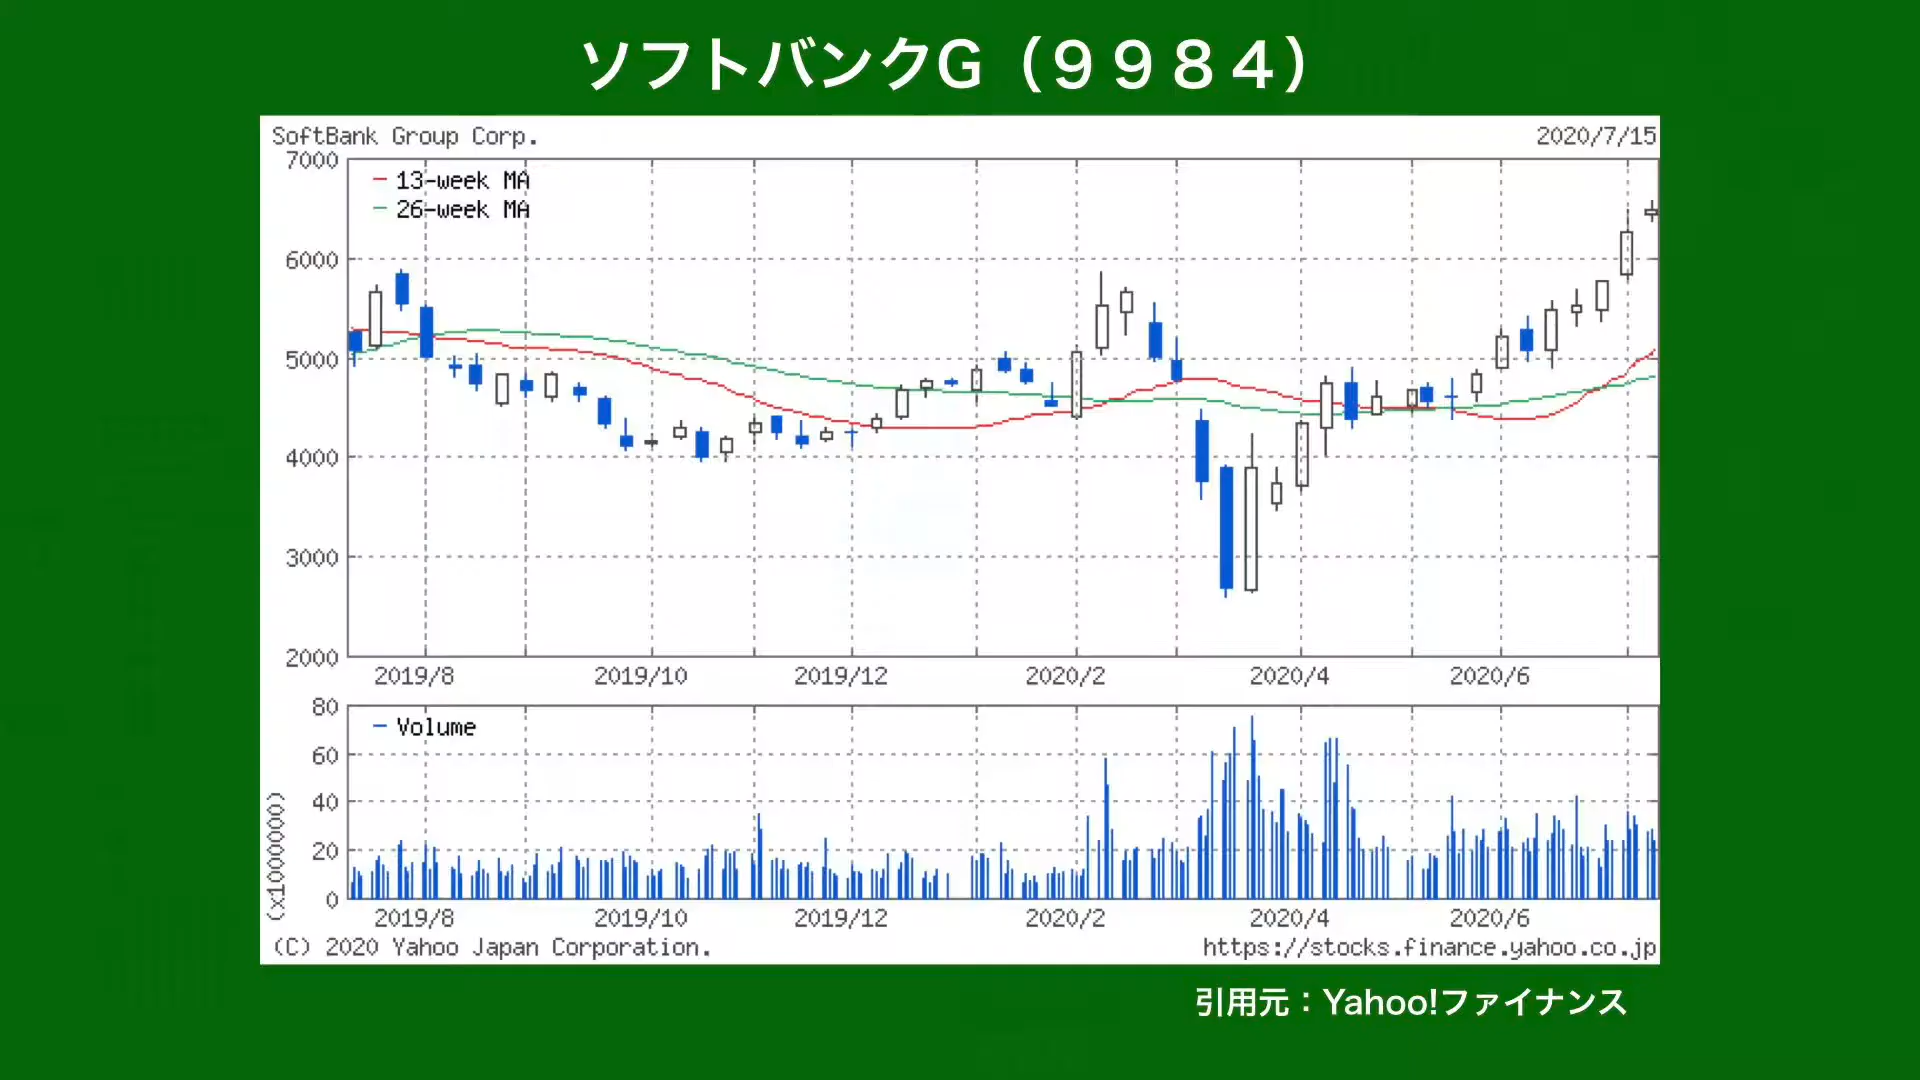 ソフトバンクG（９９８４）
SoftBank Group Corp.
2020/7/15
7000
13-week MA
26-week MA
6000
5000
4000
3000
2000
2019/8 2019/10 2019/12 2020/2 2020/4 2020/6
80
Volume
60
40
20
0
(x1000000)
2019/8 2019/10 2019/12 2020/2 2020/4 2020/6
(C) 2020 Yahoo Japan Corporation.
https://stocks.finance.yahoo.co.jp
引用元：Yahoo!ファイナンス